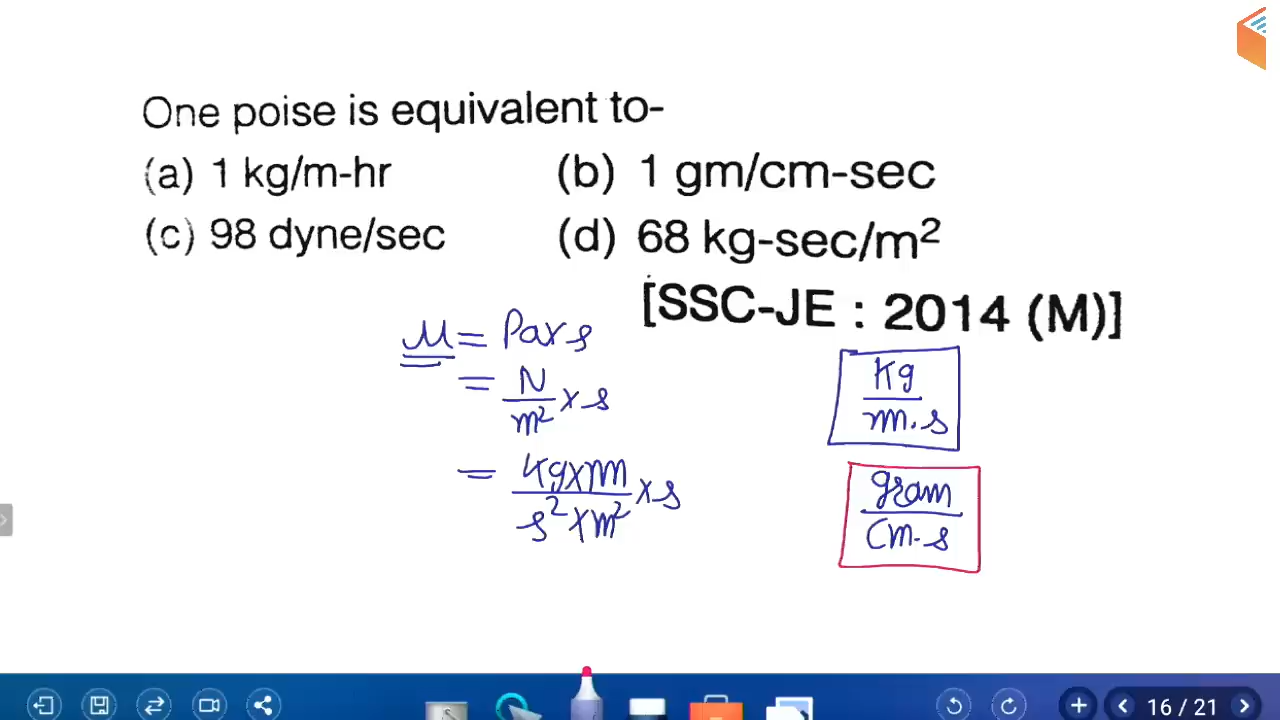 One poise is equivalent to-
(a) 1 kg/m-hr (b) 1 gm/cm-sec
(c) 98 dyne/sec (d) 68 kg-sec/m²
[SSC-JE : 2014 (M)]
μ = Pa x s
= N/m² x s
= kg x m / s² x m² x s
Kg/m.s
gram/Cm.s
16 / 21